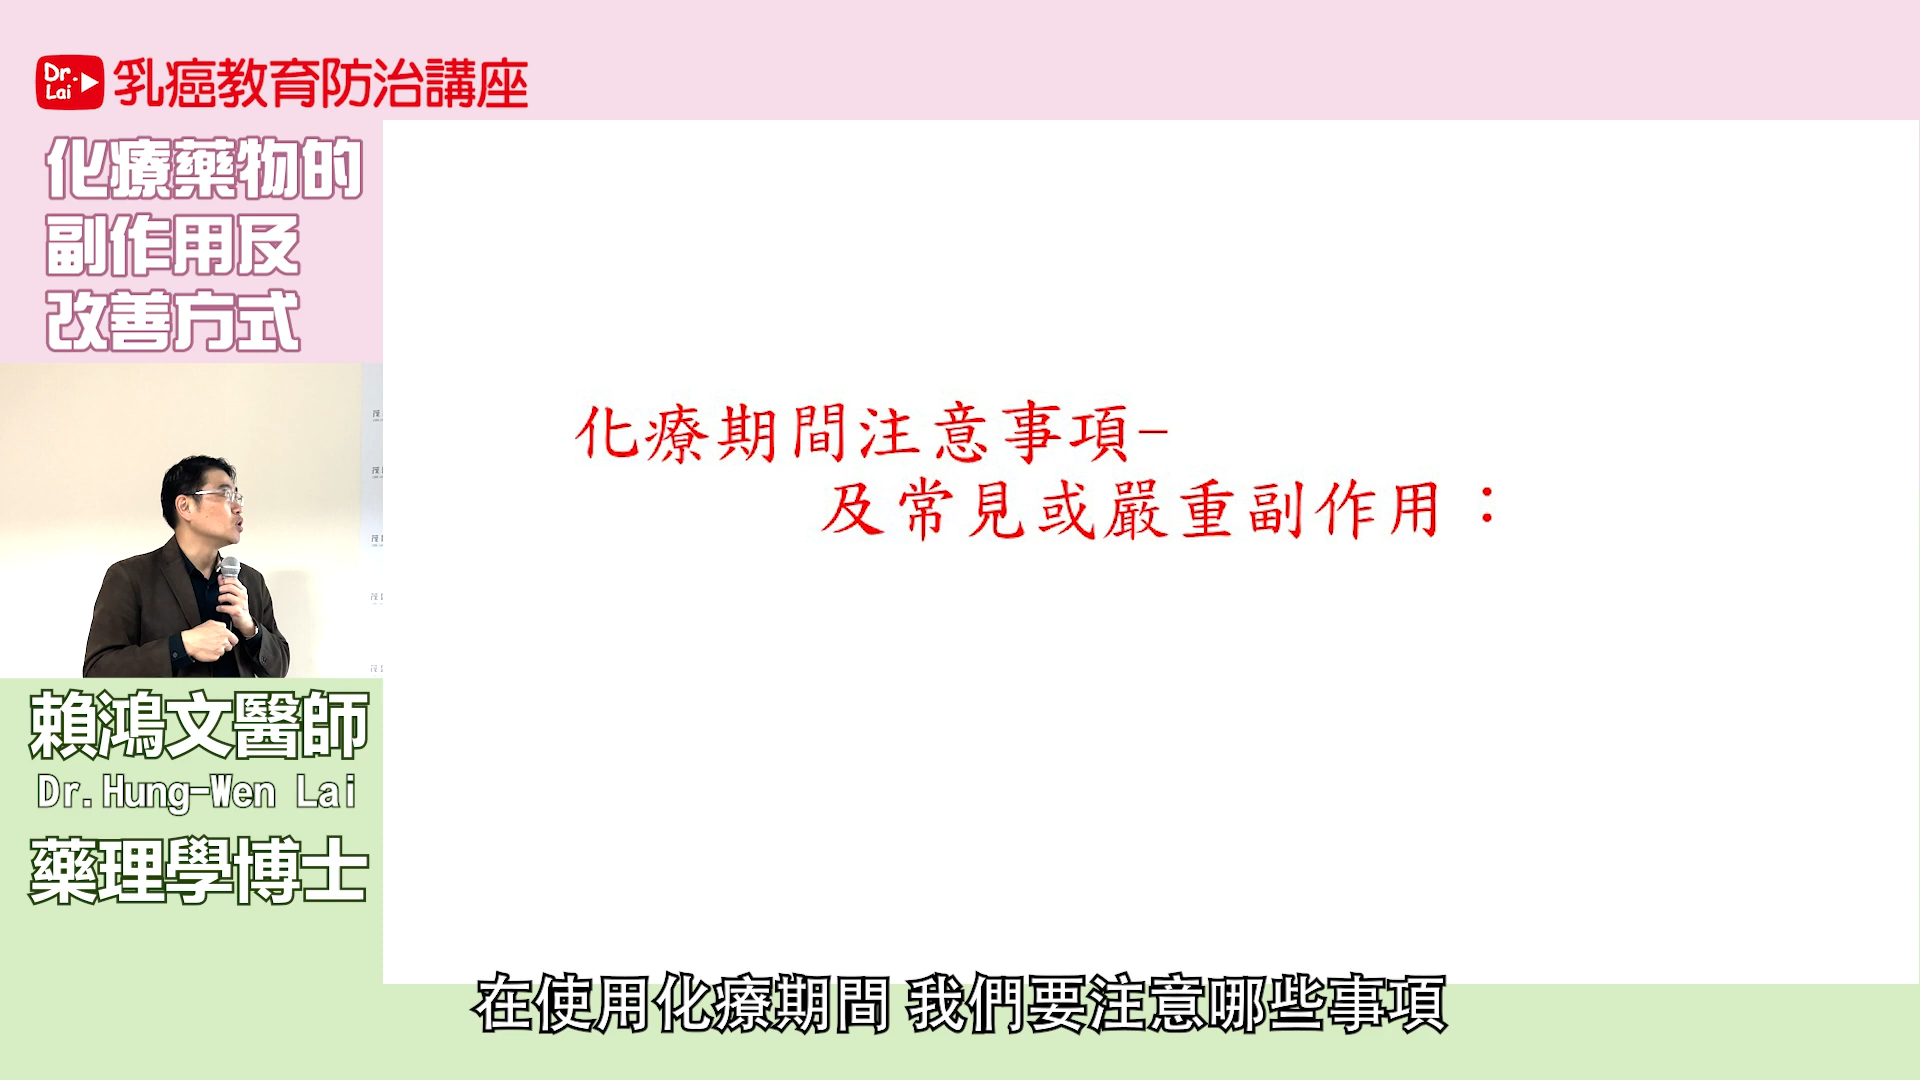 Dr. Lai
乳癌教育防治講座
化療藥物的
副作用及
改善方式
化療期間注意事項-
及常見或嚴重副作用：
賴鴻文醫師
Dr.Hung-Wen Lai
藥理學博士
在使用化療期間 我們要注意哪些事項